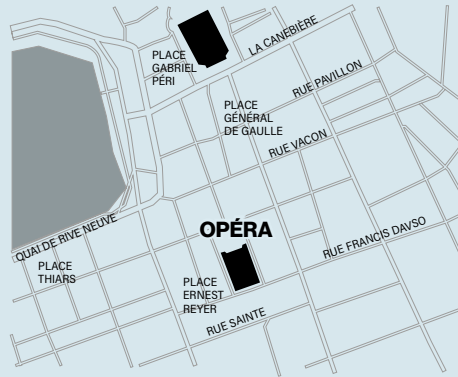 LA CANEBIÈRE
PLACE
GABRIEL
PÉRI
RUE PAVILLON
PLACE
GÉNÉRAL
DE GAULLE
RUE VACON
QUAI DE RIVE NEUVE
OPÉRA
RUE FRANCIS DAVSO
PLACE
THIARS
PLACE
ERNEST
REYER
RUE SAINTE